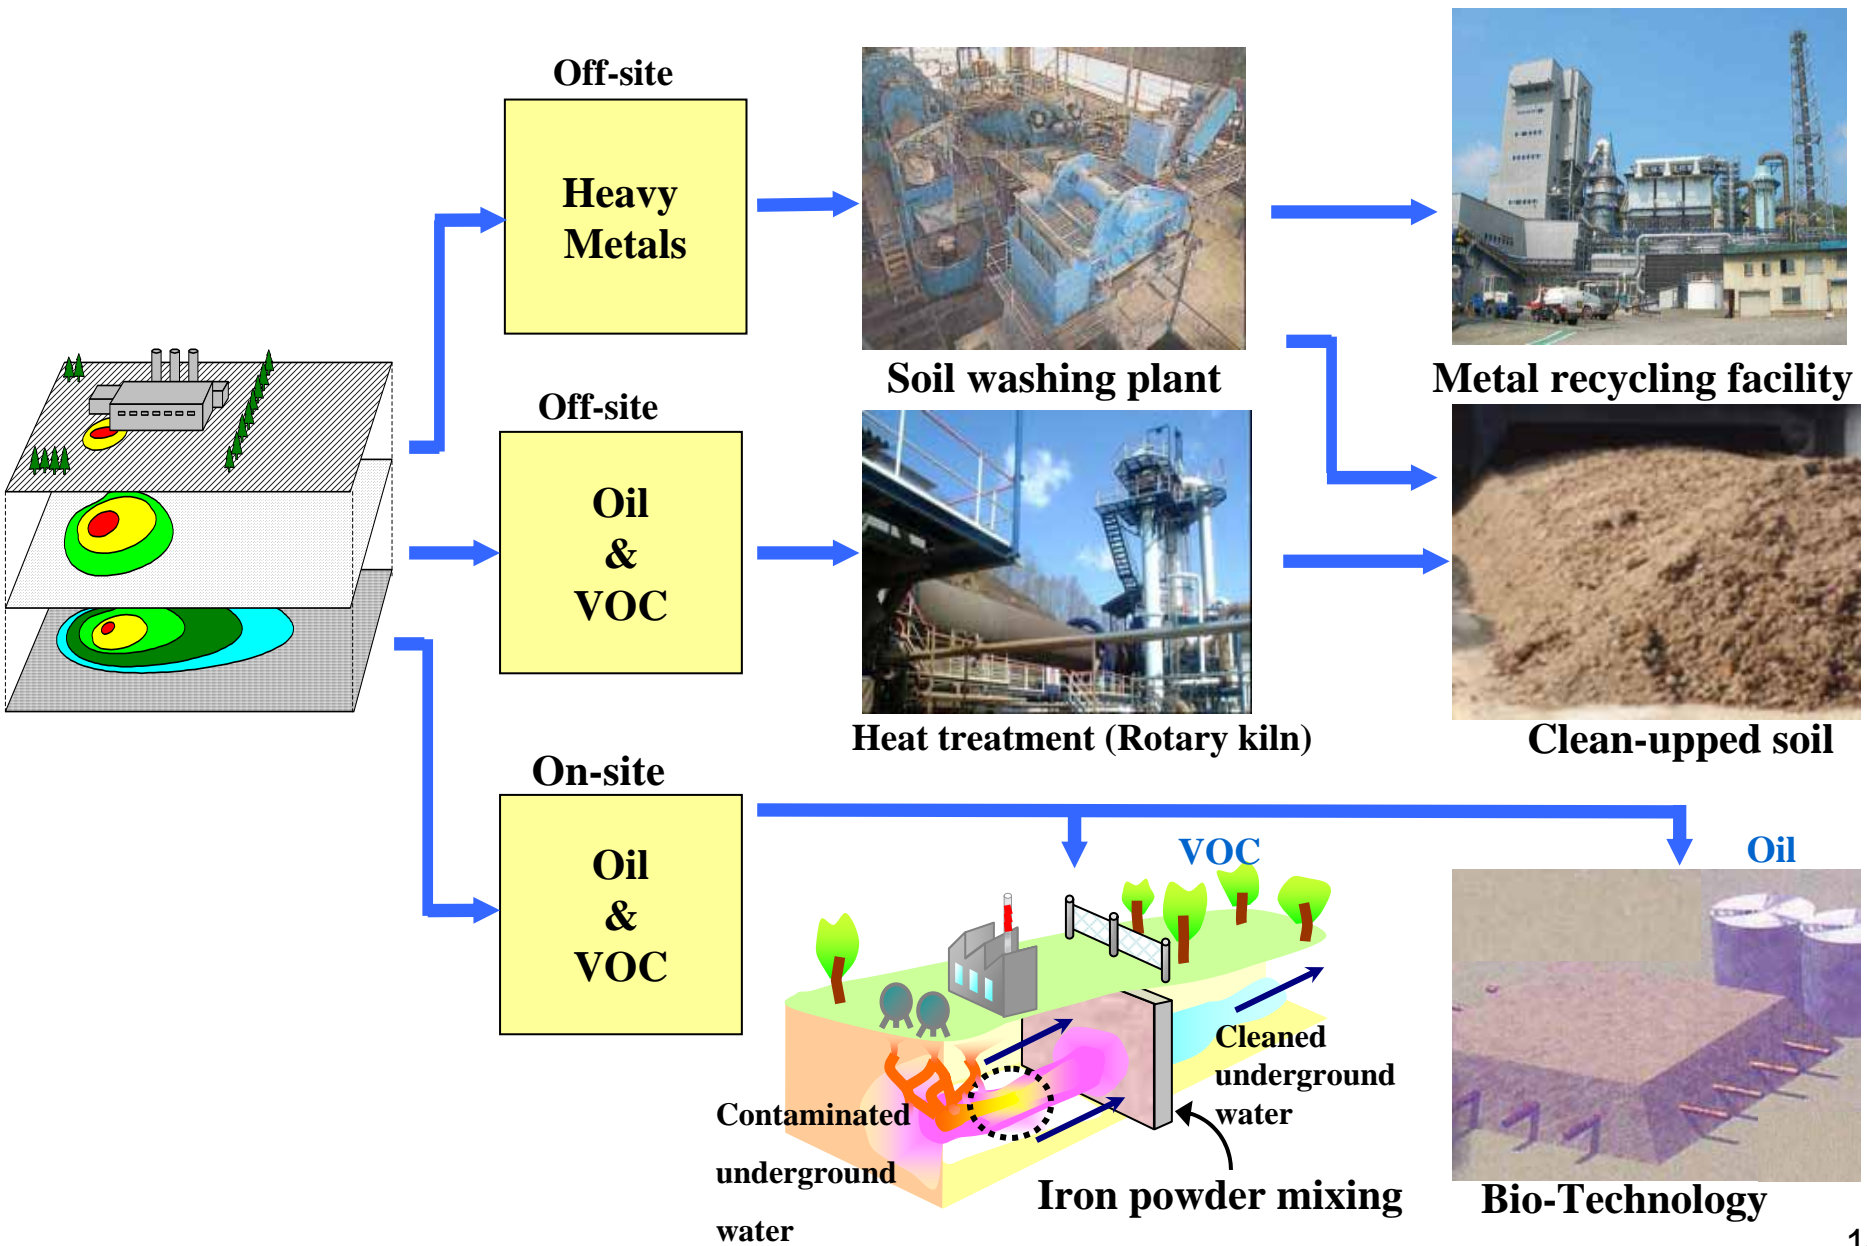 Off-site
Heavy
Metals
Soil washing plant
Metal recycling facility
Off-site
Oil
&
VOC
Heat treatment (Rotary kiln)
Clean-upped soil
On-site
Oil
&
VOC
VOC
Oil
Contaminated
underground
water
Cleaned
underground
water
Iron powder mixing
Bio-Technology
1